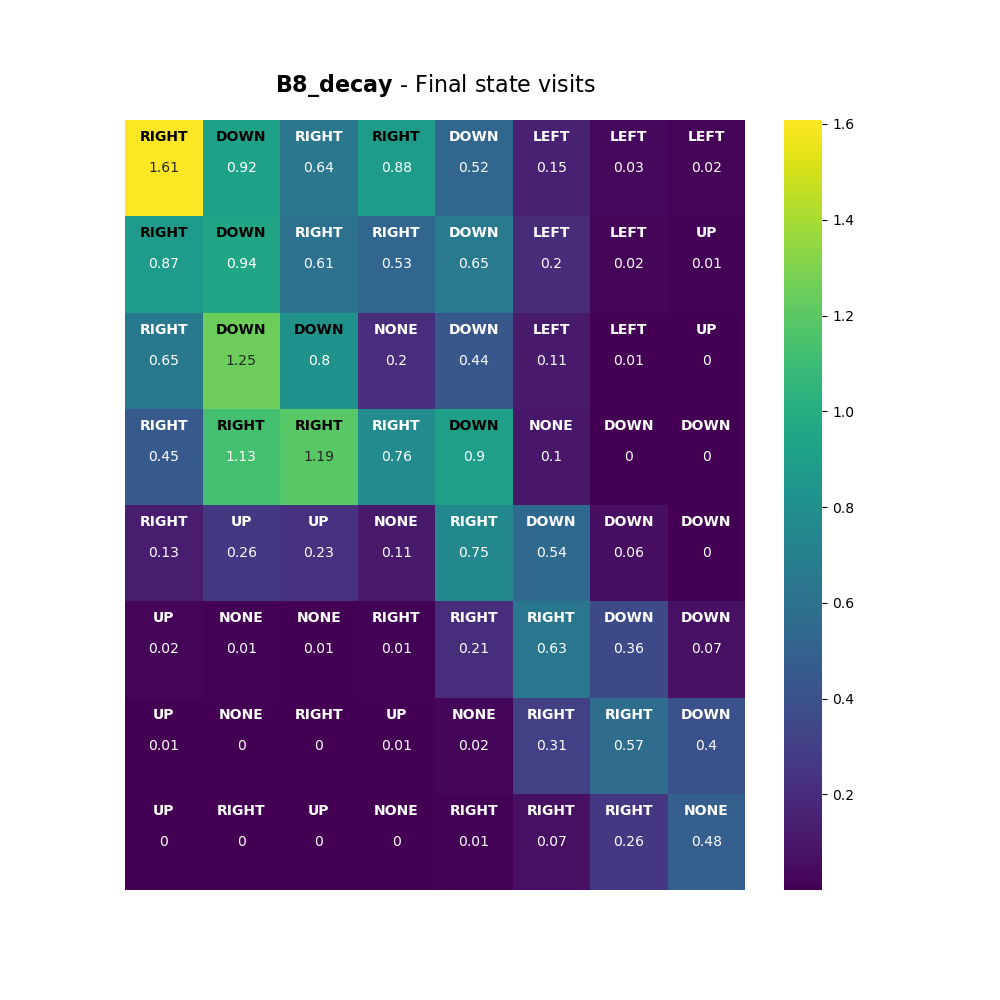 B8_decay - Final state visits
RIGHT DOWN RIGHT RIGHT DOWN LEFT LEFT LEFT
1.61 0.92 0.64 0.88 0.52 0.15 0.03 0.02
RIGHT DOWN RIGHT RIGHT DOWN LEFT LEFT UP
0.87 0.94 0.61 0.53 0.65 0.2 0.02 0.01
RIGHT DOWN DOWN NONE DOWN LEFT LEFT UP
0.65 1.25 0.8 0.2 0.44 0.11 0.01 0
RIGHT RIGHT RIGHT RIGHT DOWN NONE DOWN DOWN
0.45 1.13 1.19 0.76 0.9 0.1 0 0
RIGHT UP UP NONE RIGHT DOWN DOWN DOWN
0.13 0.26 0.23 0.11 0.75 0.54 0.06 0
UP NONE NONE RIGHT RIGHT RIGHT DOWN DOWN
0.02 0.01 0.01 0.01 0.21 0.63 0.36 0.07
UP NONE RIGHT UP NONE RIGHT RIGHT DOWN
0.01 0 0 0.01 0.02 0.31 0.57 0.4
UP RIGHT UP NONE RIGHT RIGHT RIGHT NONE
0 0 0 0 0.01 0.07 0.26 0.48
1.6
1.4
1.2
1.0
0.8
0.6
0.4
0.2